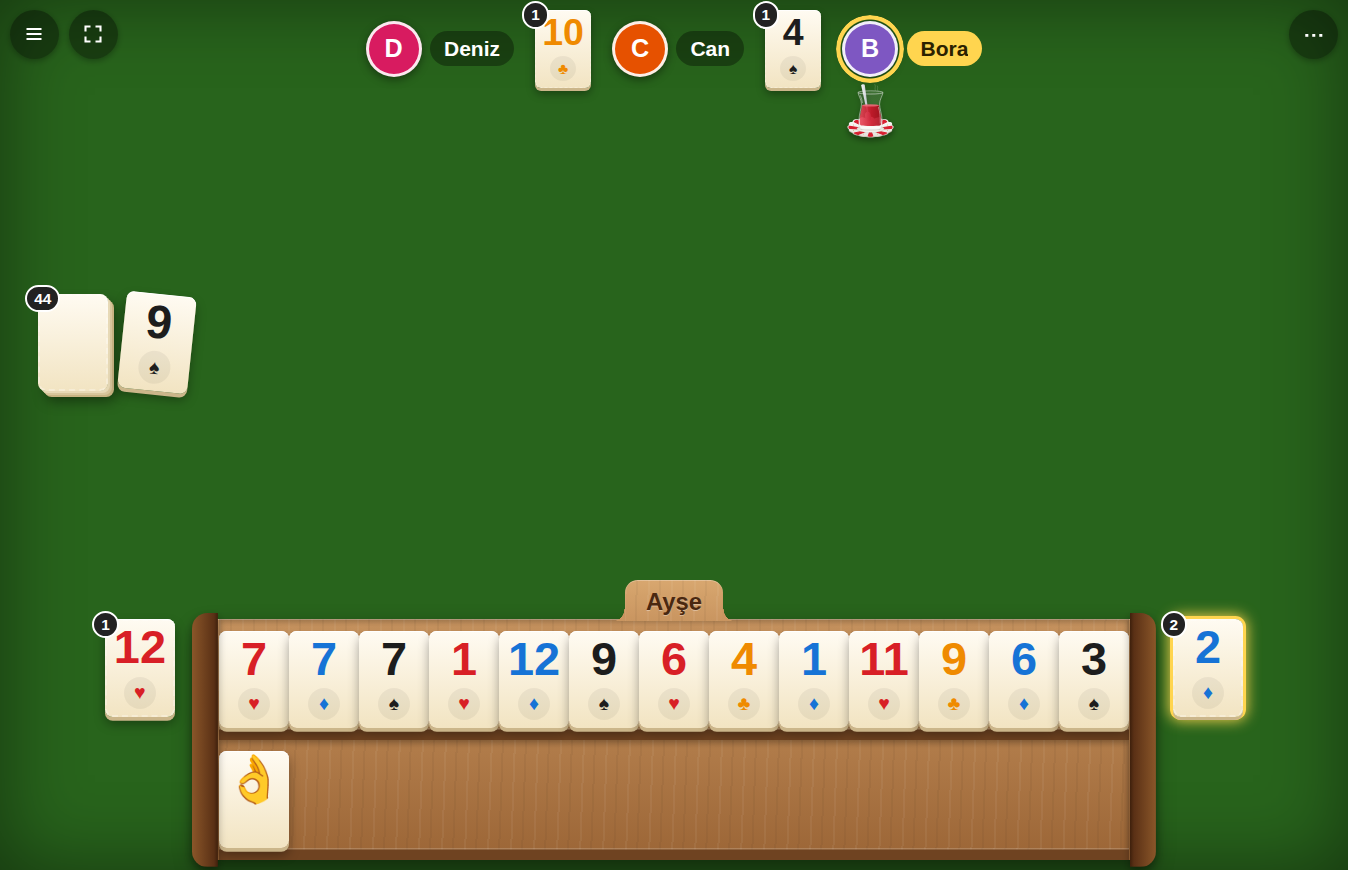 D Deniz 1 10 ♣ C Can 1 4 ♠ B Bora
44 9 ♠
Ayşe
1 12 ♥
7 7 7 1 12 9 6 4 1 11 9 6 3
♥ ♦ ♠ ♥ ♦ ♠ ♥ ♣ ♦ ♥ ♣ ♦ ♠
2 2 ♦